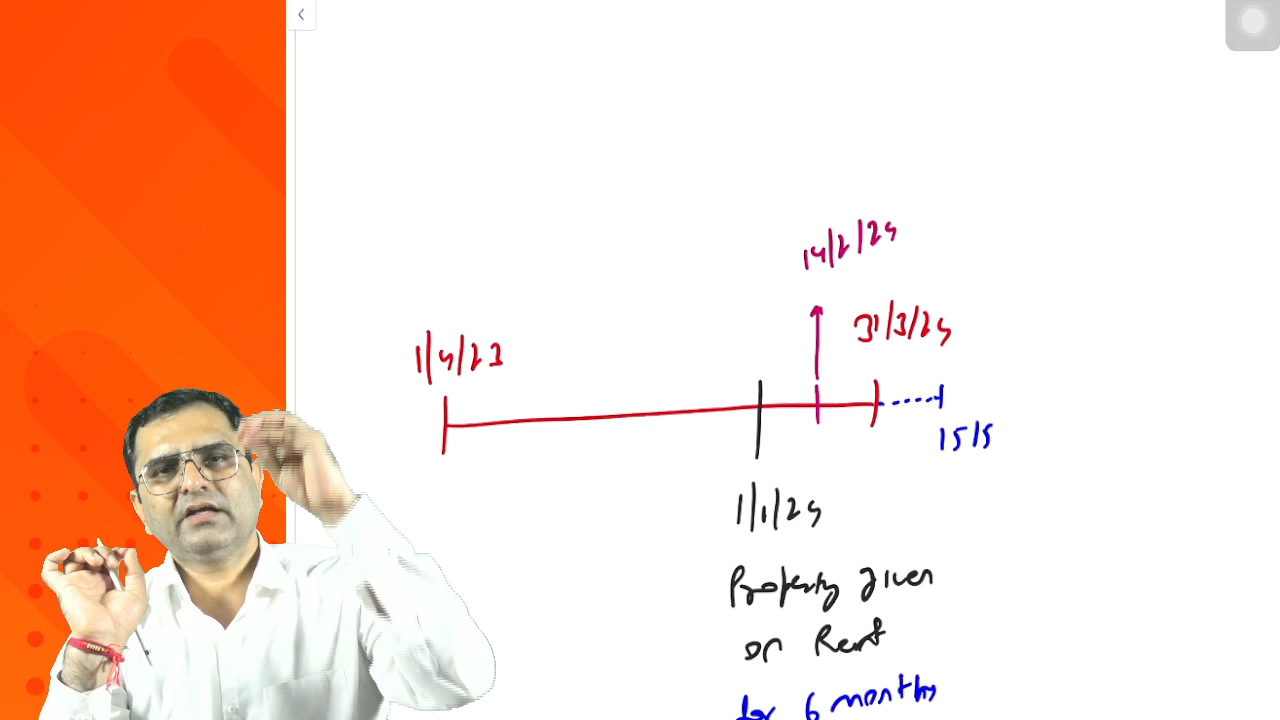 14/2/24
31/3/24
1/4/23
15/5
1/1/24
Property given
on Rent
for 6 months